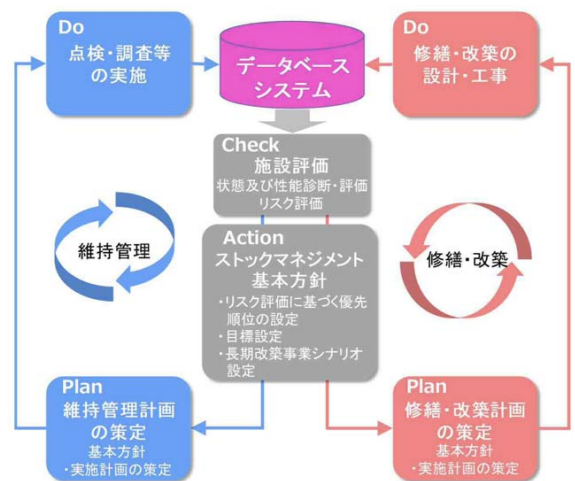 Do
点検・調査等
の実施
データベース
システム
Do
修繕・改築の
設計・工事
Check
施設評価
状態及び性能診断・評価
リスク評価
維持管理
Action
ストックマネジメント
基本方針
・リスク評価に基づく優先
順位の設定
・目標設定
・長期改築事業シナリオ
設定
修繕・改築
Plan
維持管理計画
の策定
基本方針
・実施計画の策定
Plan
修繕・改築計画
の策定
基本方針
・実施計画の策定